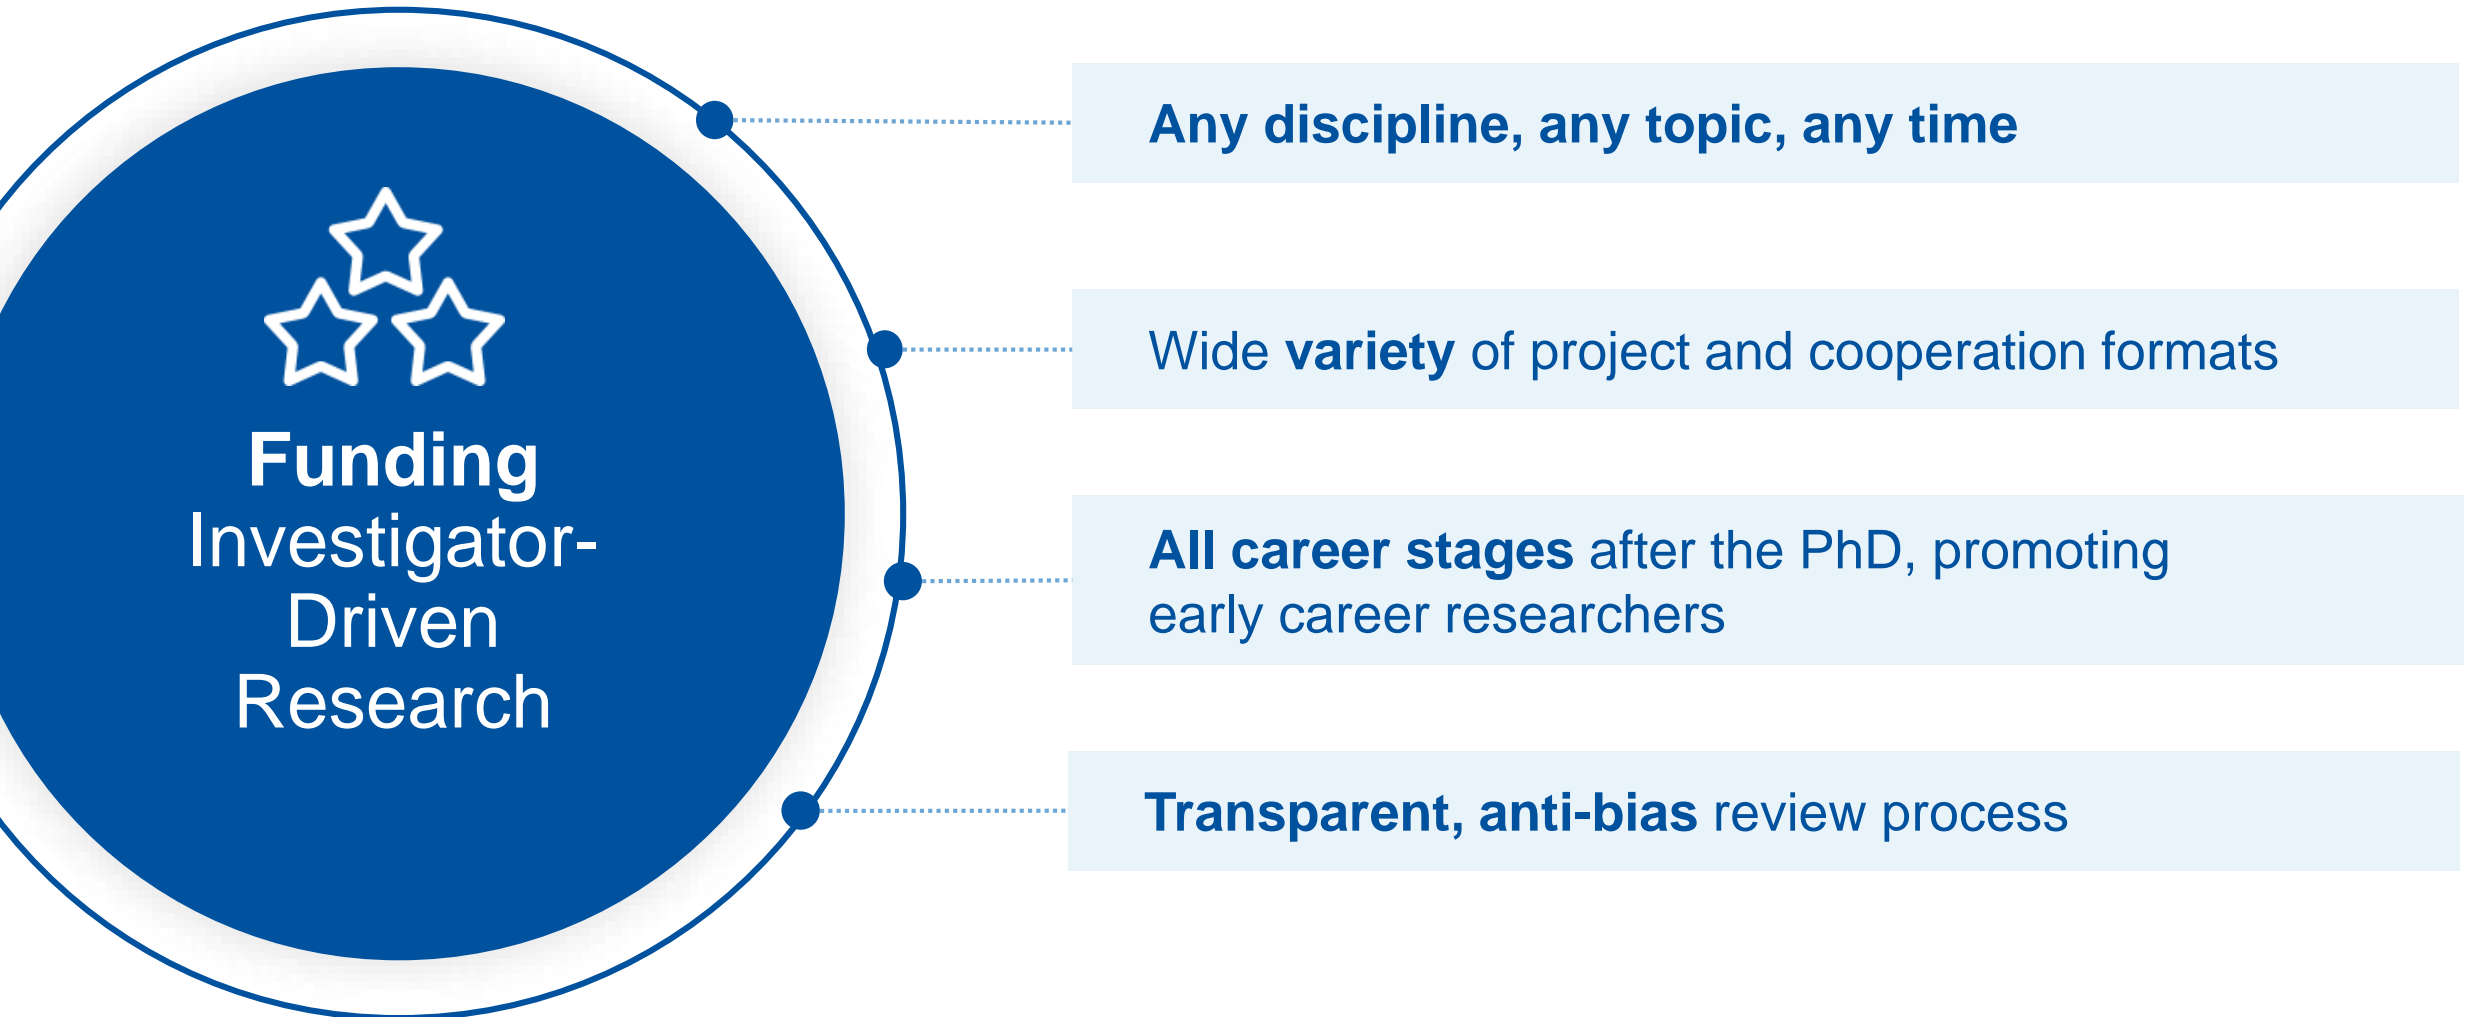 Funding
Investigator-
Driven
Research
Any discipline, any topic, any time
Wide variety of project and cooperation formats
All career stages after the PhD, promoting
early career researchers
Transparent, anti-bias review process